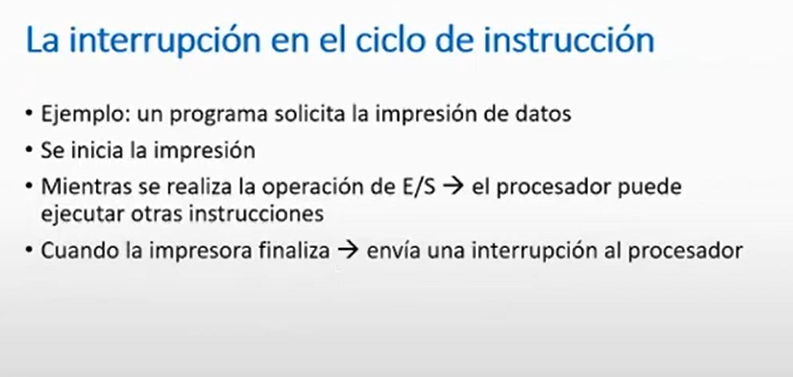 La interrupción en el ciclo de instrucción
• Ejemplo: un programa solicita la impresión de datos
• Se inicia la impresión
• Mientras se realiza la operación de E/S → el procesador puede
ejecutar otras instrucciones
• Cuando la impresora finaliza → envía una interrupción al procesador